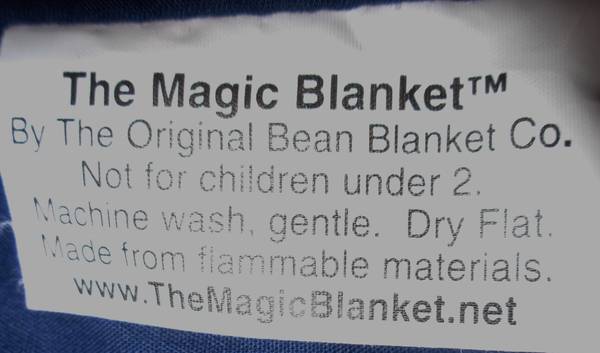 The Magic Blanket™
By The Original Bean Blanket Co.
Not for children under 2.
Machine wash, gentle. Dry Flat.
Made from flammable materials.
www.TheMagicBlanket.net